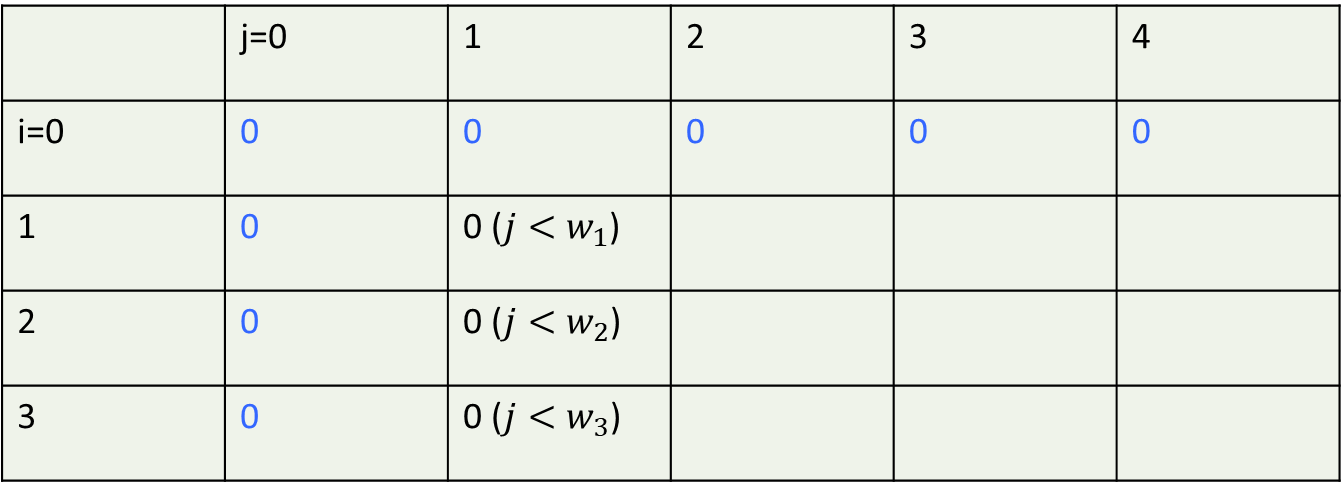 j=0 1 2 3 4
i=0 0 0 0 0 0
1 0 0 (j < w₁)
2 0 0 (j < w₂)
3 0 0 (j < w₃)